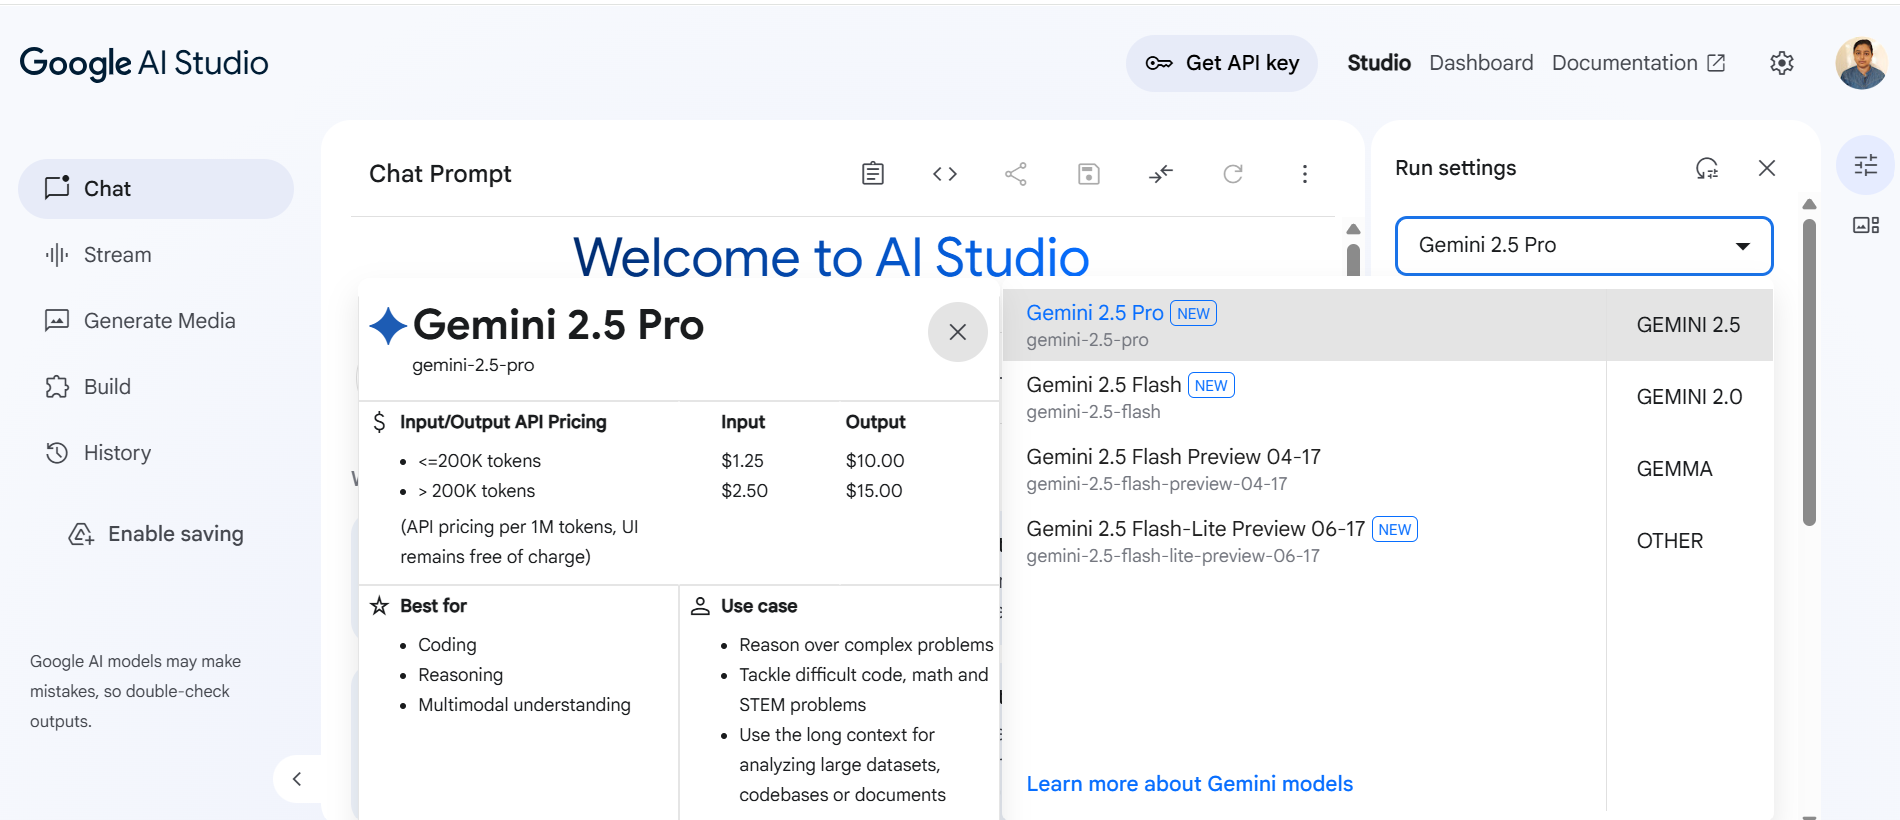 Google AI Studio
Get API key
Studio
Dashboard
Documentation
Chat
Stream
Generate Media
Build
History
Enable saving
Google AI models may make
mistakes, so double-check
outputs.
Chat Prompt
Welcome to AI Studio
Gemini 2.5 Pro
gemini-2.5-pro
$ Input/Output API Pricing Input Output
• <=200K tokens $1.25 $10.00
• > 200K tokens $2.50 $15.00
(API pricing per 1M tokens, UI
remains free of charge)
Best for
• Coding
• Reasoning
• Multimodal understanding
Use case
• Reason over complex problems
• Tackle difficult code, math and
STEM problems
• Use the long context for
analyzing large datasets,
codebases or documents
Run settings
Gemini 2.5 Pro
Gemini 2.5 Pro NEW
gemini-2.5-pro
Gemini 2.5 Flash NEW
gemini-2.5-flash
Gemini 2.5 Flash Preview 04-17
gemini-2.5-flash-preview-04-17
Gemini 2.5 Flash-Lite Preview 06-17 NEW
gemini-2.5-flash-lite-preview-06-17
Learn more about Gemini models
GEMINI 2.5
GEMINI 2.0
GEMMA
OTHER